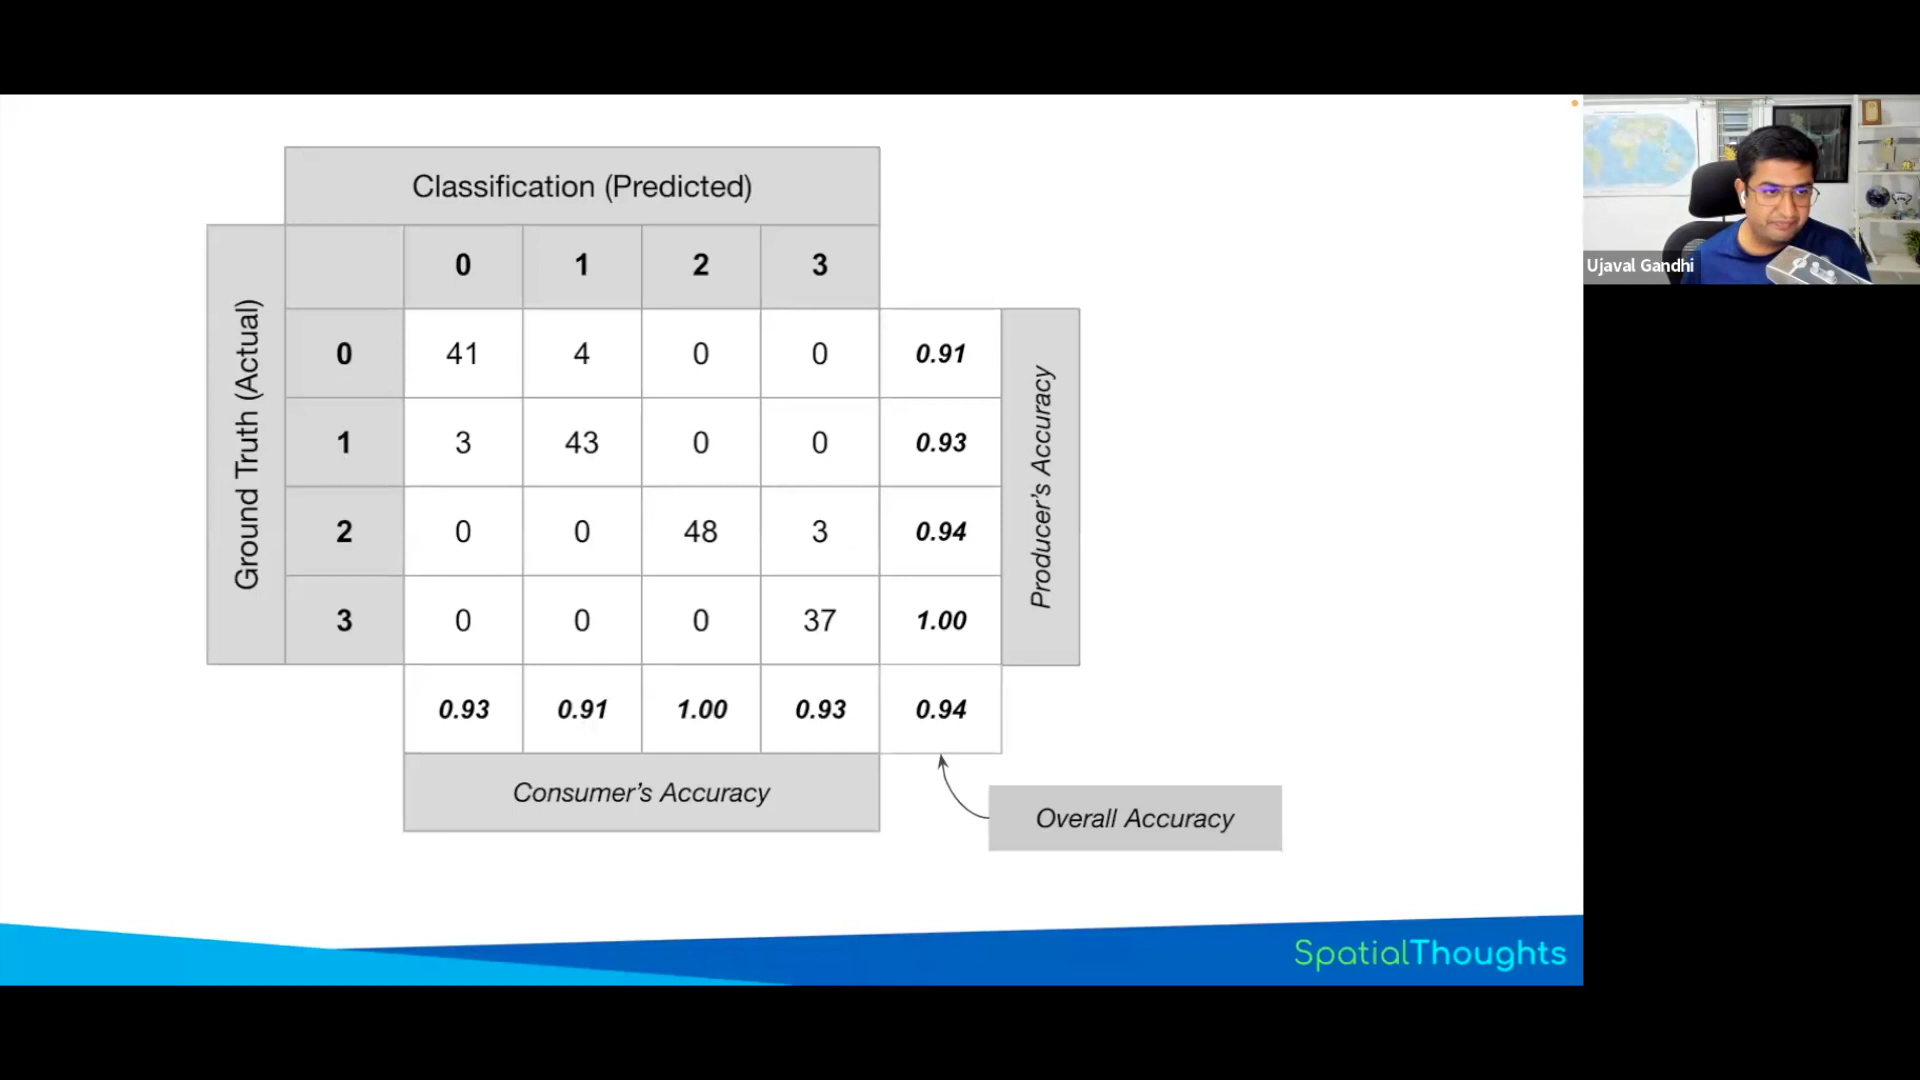 Classification (Predicted)
0 1 2 3
Ground Truth (Actual)
0 41 4 0 0 0.91
1 3 43 0 0 0.93
2 0 0 48 3 0.94
3 0 0 0 37 1.00
Producer's Accuracy
0.93 0.91 1.00 0.93 0.94
Consumer's Accuracy
Overall Accuracy
SpatialThoughts
Ujaval Gandhi